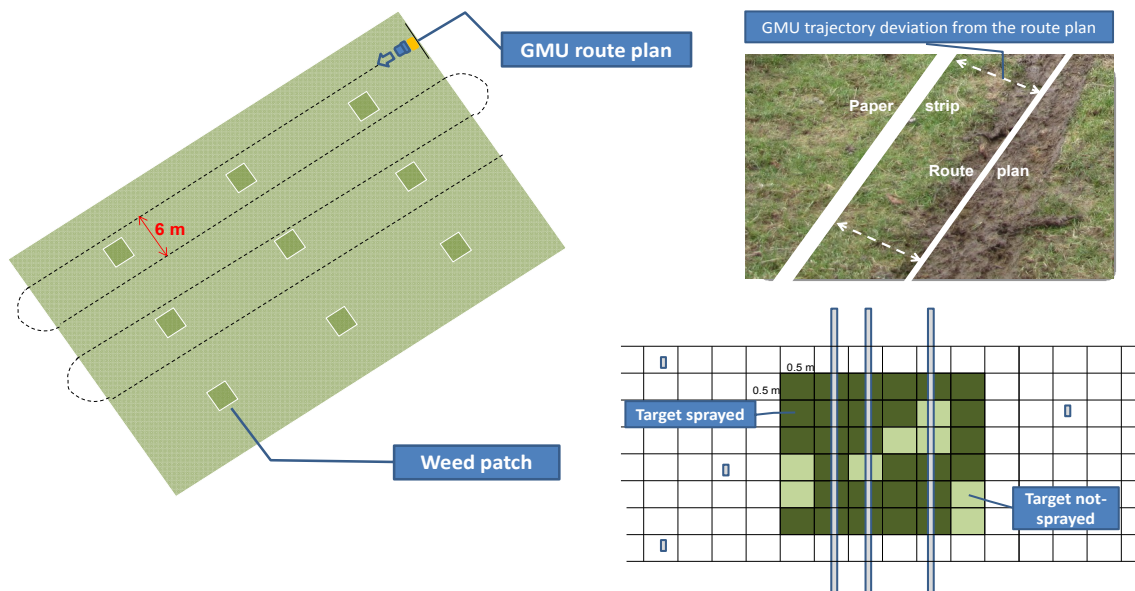 GMU route plan
6 m
Weed patch
GMU trajectory deviation from the route plan
Paper strip
Route plan
0.5 m
0.5 m
Target sprayed
Target not-
sprayed